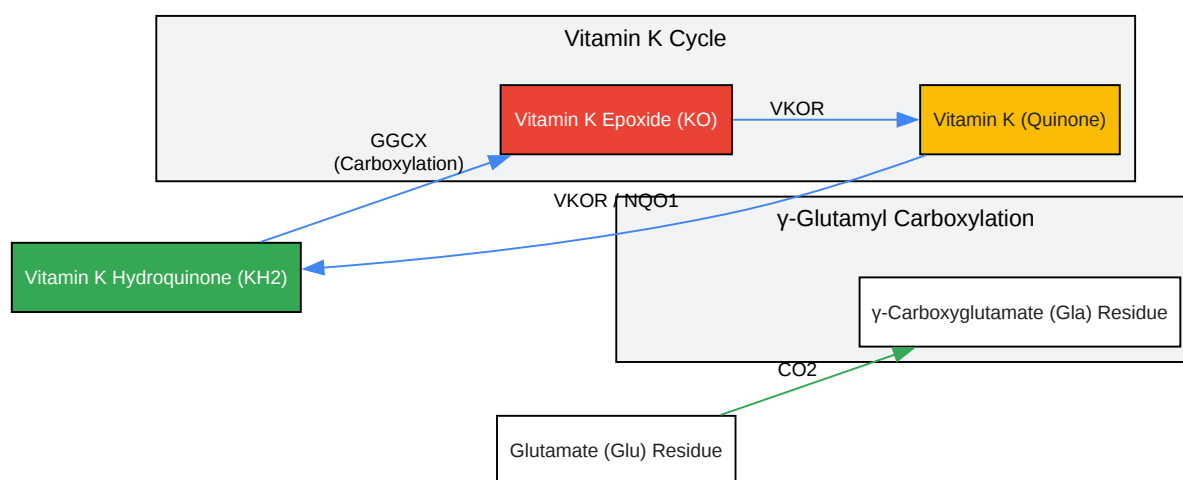 Vitamin K Cycle
Vitamin K Epoxide (KO)
VKOR
Vitamin K (Quinone)
GGCX
(Carboxylation)
VKOR / NQO1
γ-Glutamyl Carboxylation
Vitamin K Hydroquinone (KH2)
γ-Carboxyglutamate (Gla) Residue
CO2
Glutamate (Glu) Residue